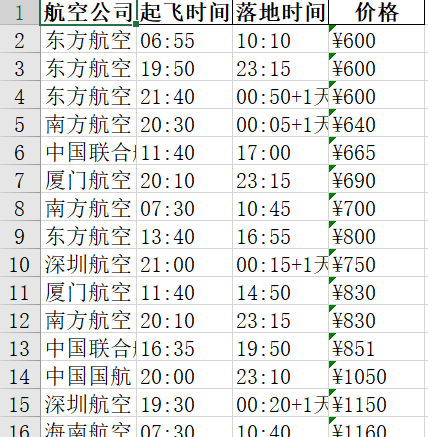 1 航空公司 起飞时间 落地时间 价格
2 东方航空 06:55 10:10 ¥600
3 东方航空 19:50 23:15 ¥600
4 东方航空 21:40 00:50+1天 ¥600
5 南方航空 20:30 00:05+1天 ¥640
6 中国联合航 11:40 17:00 ¥665
7 厦门航空 20:10 23:15 ¥690
8 南方航空 07:30 10:45 ¥700
9 东方航空 13:40 16:55 ¥800
10 深圳航空 21:00 00:15+1天 ¥750
11 厦门航空 11:40 14:50 ¥830
12 南方航空 20:10 23:15 ¥830
13 中国联合航 16:35 19:50 ¥851
14 中国国航 20:00 23:10 ¥1050
15 深圳航空 19:30 00:20+1天 ¥1150
16 海南航空 07:30 10:40 ¥1160